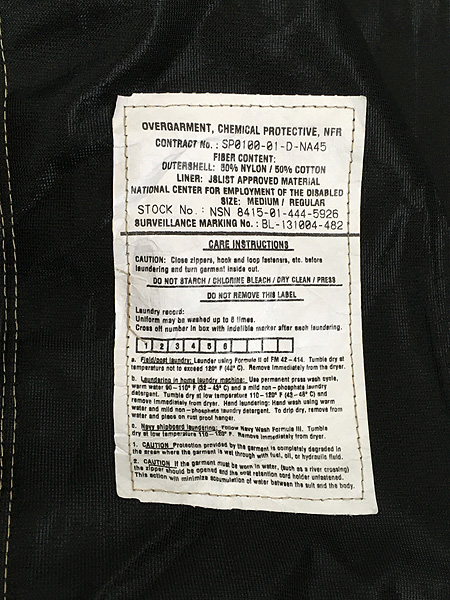 OVERGARMENT, CHEMICAL PROTECTIVE, NFR
CONTRACT No.: SP0100-01-D-NA45
FIBER CONTENT:
OUTERSHELL: 50% NYLON / 50% COTTON
LINER: JSLIST APPROVED MATERIAL
NATIONAL CENTER FOR EMPLOYMENT OF THE DISABLED
SIZE: MEDIUM / REGULAR
STOCK No.: NSN 8415-01-444-5926
SURVEILLANCE MARKING No.: BL-131004-482
CARE INSTRUCTIONS
CAUTION: Close zippers, hook and loop fasteners, etc. before
laundering and turn garment inside out.
DO NOT STARCH / CHLORINE BLEACH / DRY CLEAN / PRESS
DO NOT REMOVE THIS LABEL
Laundry record:
Uniform may be washed up to 6 times.
Cross off number in box with indelible marker after each laundering.
1 2 3 4 5 6
a. Field/post laundry: Launder using Formula II of FM 42-414. Tumble dry at
temperature not to exceed 120° F (49° C). Remove immediately from the dryer.
b. Laundering in home laundry machine: Use permanent press wash cycle,
warm water 90-110° F (32-43° C) and a mild non-phosphate laundry
detergent. Tumble dry at low temperature 110-120° F (43-49° C) and
remove immediately from dryer. Hand laundering: Hand wash using warm
water and mild non-phosphate laundry detergent. To drip dry, remove from
water and place on rust proof hanger.
c. Navy shipboard laundering: Follow Navy Wash Formula III. Tumble
dry at low temperature 110-120° F. Remove immediately from dryer.
1. CAUTION: Protection provided by the garment is completely degraded in
the areas where the garment is wet through with fuel, oil, or hydraulic fluid.
2. CAUTION: If the garment must be worn in water, (such as a river crossing)
the zipper should be opened and the coat retention cord holder unfastened.
This action will minimize accumulation of water between the suit and the body.